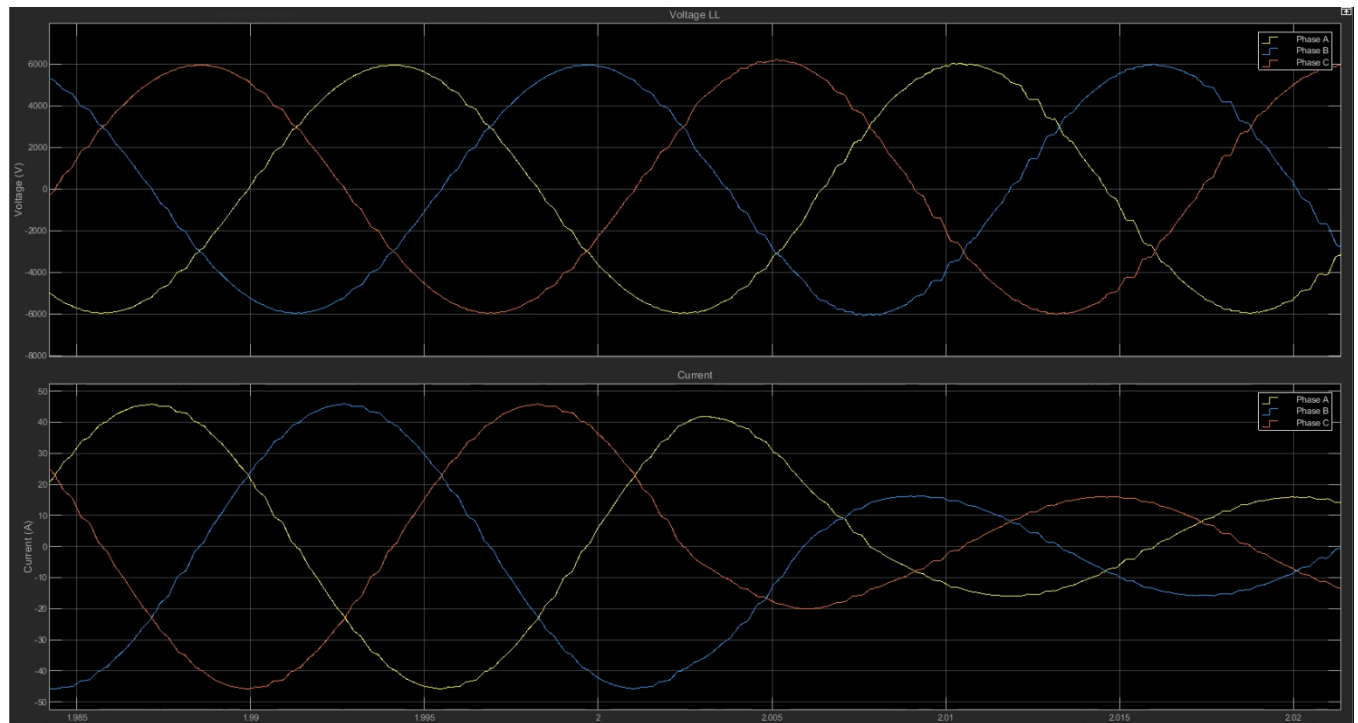 Voltage LL
Phase A
Phase B
Phase C
6000
4000
2000
0
-2000
-4000
-6000
-8000
Voltage (V)
Current
Phase A
Phase B
Phase C
50
40
30
20
10
0
-10
-20
-30
-40
-50
Current (A)
1.985
1.99
1.995
2
2.005
2.01
2.015
2.02